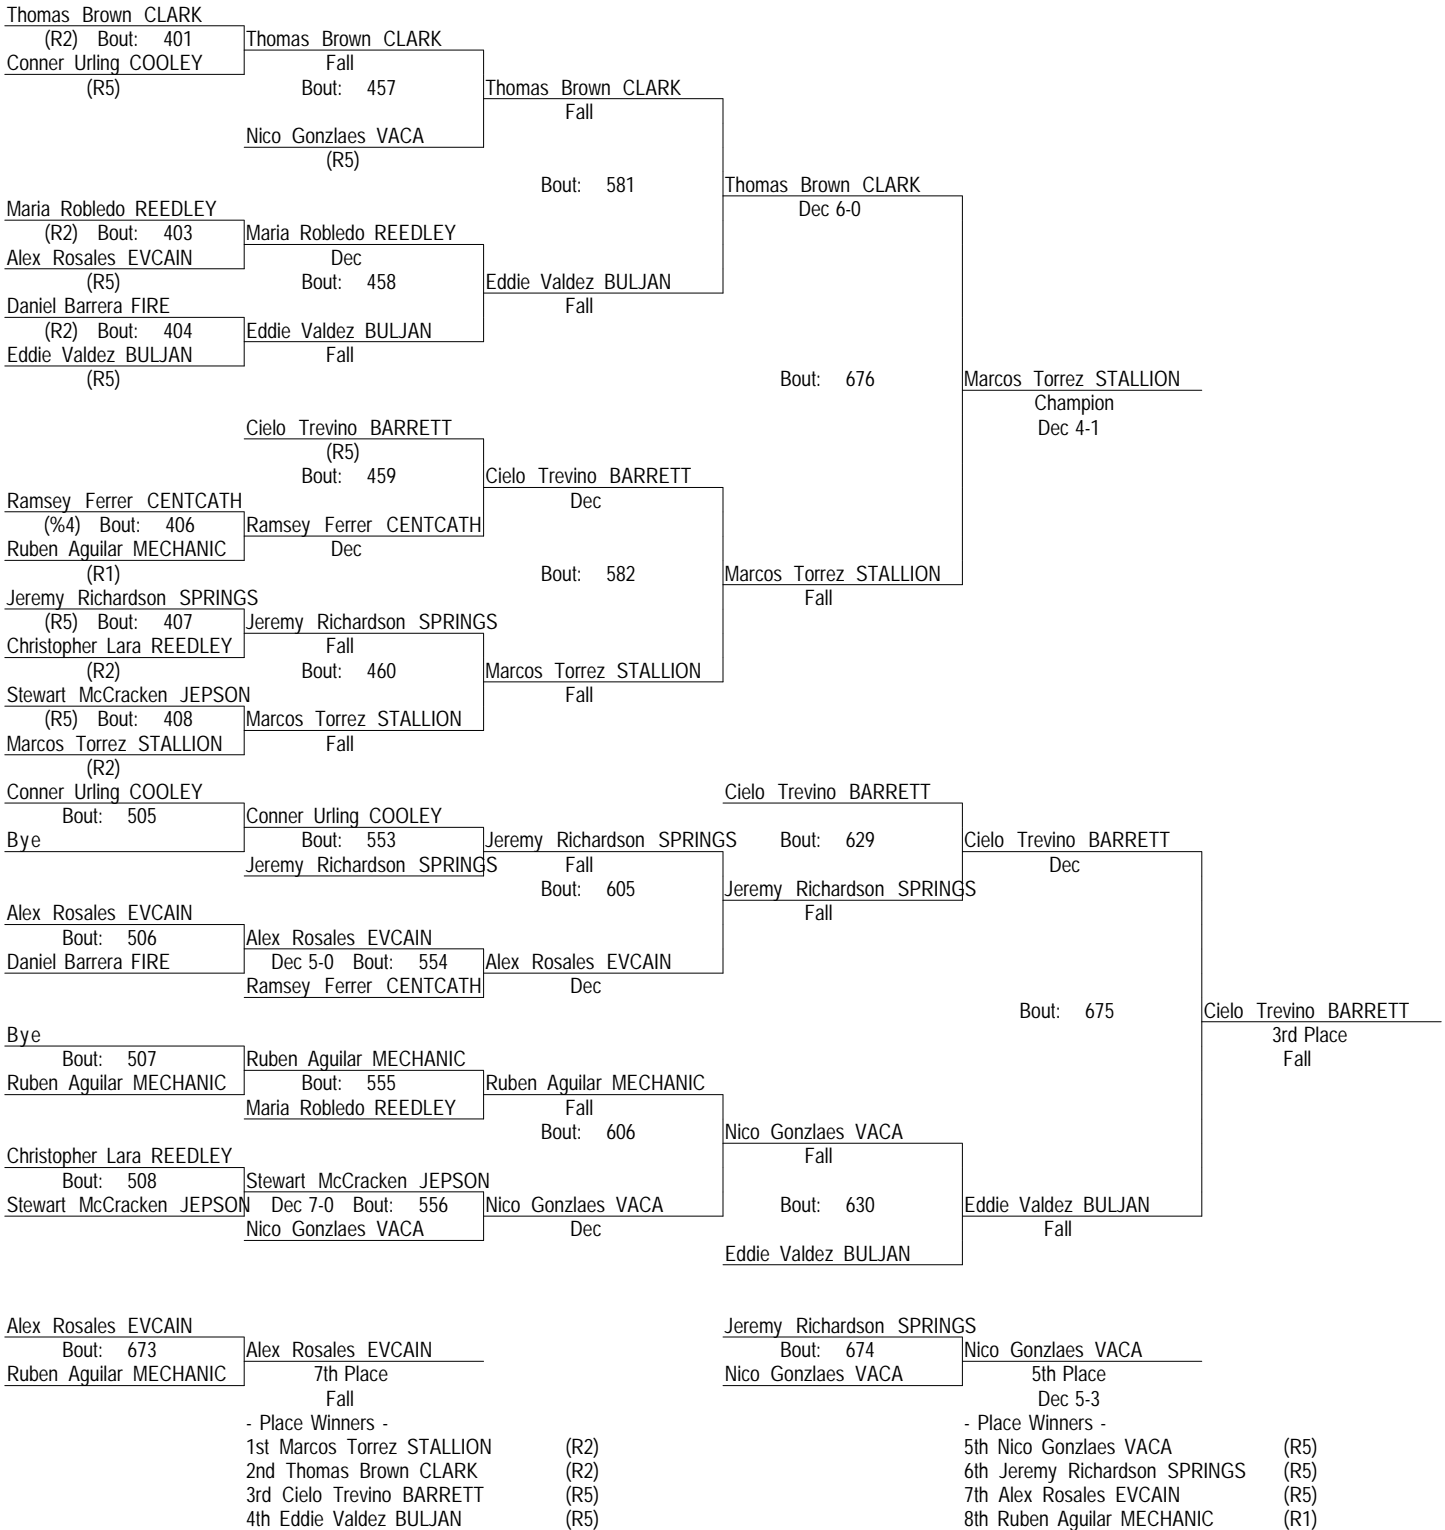 Thomas Brown CLARK
(R2) Bout: 401 Thomas Brown CLARK
Conner Urling COOLEY Fall
(R5) Bout: 457 Thomas Brown CLARK
Fall
Nico Gonzlaes VACA
(R5)
Bout: 581 Thomas Brown CLARK
Maria Robledo REEDLEY Dec 6-0
(R2) Bout: 403 Maria Robledo REEDLEY
Alex Rosales EVCAIN Dec
(R5) Bout: 458 Eddie Valdez BULJAN
Daniel Barrera FIRE Fall
(R2) Bout: 404 Eddie Valdez BULJAN
Eddie Valdez BULJAN Fall
(R5) Bout: 676 Marcos Torrez STALLION
Champion
Cielo Trevino BARRETT Dec 4-1
(R5)
Bout: 459 Cielo Trevino BARRETT
Ramsey Ferrer CENTCATH Dec
(%4) Bout: 406 Ramsey Ferrer CENTCATH
Ruben Aguilar MECHANIC Dec
(R1) Bout: 582 Marcos Torrez STALLION
Jeremy Richardson SPRINGS Fall
(R5) Bout: 407 Jeremy Richardson SPRINGS
Christopher Lara REEDLEY Fall
(R2) Bout: 460 Marcos Torrez STALLION
Stewart McCracken JEPSON Fall
(R5) Bout: 408 Marcos Torrez STALLION
Marcos Torrez STALLION Fall
(R2)
Conner Urling COOLEY Cielo Trevino BARRETT
Bout: 505 Conner Urling COOLEY
Bye Bout: 553 Jeremy Richardson SPRINGS Bout: 629 Cielo Trevino BARRETT
Jeremy Richardson SPRINGS Fall Dec
Bout: 605 Jeremy Richardson SPRINGS
Alex Rosales EVCAIN Fall
Bout: 506 Alex Rosales EVCAIN
Daniel Barrera FIRE Dec 5-0 Bout: 554 Alex Rosales EVCAIN
Ramsey Ferrer CENTCATH Dec
Bout: 675 Cielo Trevino BARRETT
Bye 3rd Place
Bout: 507 Ruben Aguilar MECHANIC Fall
Ruben Aguilar MECHANIC Bout: 555 Ruben Aguilar MECHANIC
Maria Robledo REEDLEY Fall
Bout: 606 Nico Gonzlaes VACA
Christopher Lara REEDLEY Fall
Bout: 508 Stewart McCracken JEPSON
Stewart McCracken JEPSON Dec 7-0 Bout: 556 Nico Gonzlaes VACA Bout: 630 Eddie Valdez BULJAN
Nico Gonzlaes VACA Dec Fall
Eddie Valdez BULJAN
Alex Rosales EVCAIN Jeremy Richardson SPRINGS
Bout: 673 Alex Rosales EVCAIN Bout: 674 Nico Gonzlaes VACA
Ruben Aguilar MECHANIC 7th Place Nico Gonzlaes VACA 5th Place
Fall Dec 5-3
- Place Winners - - Place Winners -
1st Marcos Torrez STALLION (R2) 5th Nico Gonzlaes VACA (R5)
2nd Thomas Brown CLARK (R2) 6th Jeremy Richardson SPRINGS (R5)
3rd Cielo Trevino BARRETT (R5) 7th Alex Rosales EVCAIN (R5)
4th Eddie Valdez BULJAN (R5) 8th Ruben Aguilar MECHANIC (R1)